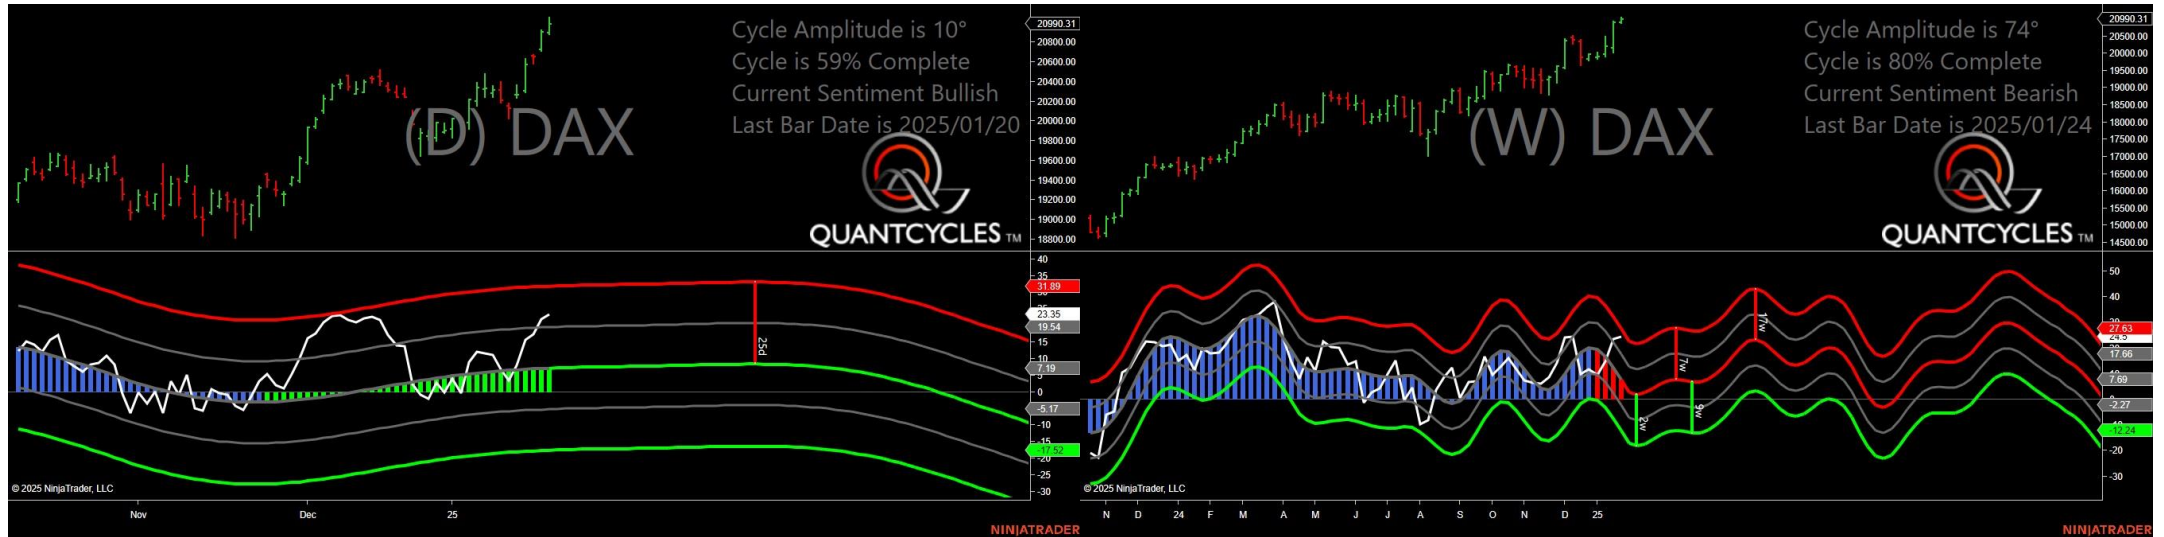 Cycle Amplitude is 10°
Cycle is 59% Complete
Current Sentiment Bullish
Last Bar Date is 2025/01/20
(D) DAX
QUANTCYCLES TM
20990.31
20800.00
20600.00
20400.00
20200.00
20000.00
19800.00
19600.00
19400.00
19200.00
19000.00
18800.00
40
35
31.89
23.35
19.54
15
10
7.19
0
-5.17
-10
-15
-17.52
-25
-30
25d
© 2025 NinjaTrader, LLC
Nov
Dec
25
NINJATRADER
Cycle Amplitude is 74°
Cycle is 80% Complete
Current Sentiment Bearish
Last Bar Date is 2025/01/24
(W) DAX
QUANTCYCLES TM
20990.31
20500.00
20000.00
19500.00
19000.00
18500.00
18000.00
17500.00
17000.00
16500.00
16000.00
15500.00
15000.00
14500.00
50
40
27.63
24.5
17.66
7.69
-2.27
-12.24
-20
-30
2w
7w
9w
17w
© 2025 NinjaTrader, LLC
N D 24 F M A M J J A S O N D 25
NINJATRADER